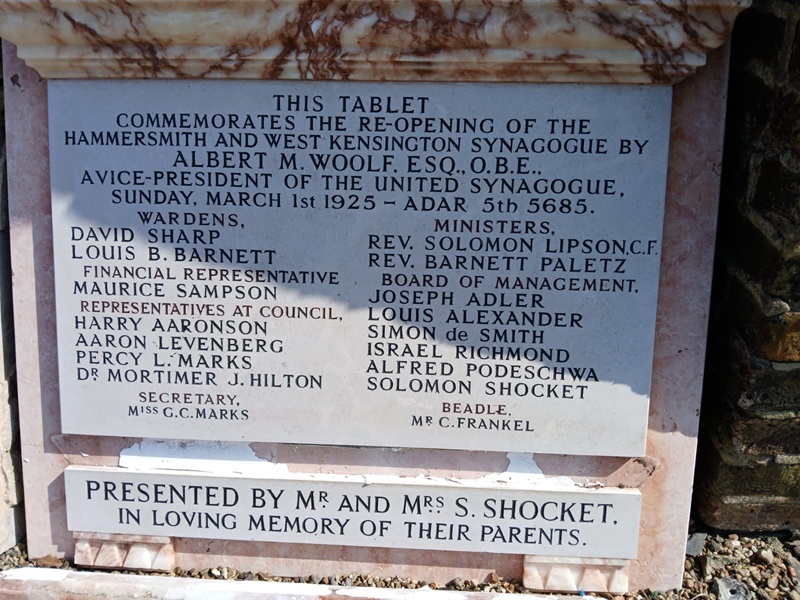 THIS TABLET
COMMEMORATES THE RE-OPENING OF THE
HAMMERSMITH AND WEST KENSINGTON SYNAGOGUE BY
ALBERT M. WOOLF, ESQ., O.B.E.,
A VICE-PRESIDENT OF THE UNITED SYNAGOGUE,
SUNDAY, MARCH 1st 1925 – ADAR 5th 5685.
WARDENS,
DAVID SHARP
LOUIS B. BARNETT
FINANCIAL REPRESENTATIVE
MAURICE SAMPSON
REPRESENTATIVES AT COUNCIL,
HARRY AARONSON
AARON LEVENBERG
PERCY L. MARKS
DR MORTIMER J. HILTON
SECRETARY,
MISS G.C. MARKS
MINISTERS,
REV. SOLOMON LIPSON, C.F.
REV. BARNETT PALETZ
BOARD OF MANAGEMENT,
JOSEPH ADLER
LOUIS ALEXANDER
SIMON de SMITH
ISRAEL RICHMOND
ALFRED PODESCHWA
SOLOMON SHOCKET
BEADLE,
MR C. FRANKEL
PRESENTED BY MR AND MRS S. SHOCKET,
IN LOVING MEMORY OF THEIR PARENTS.